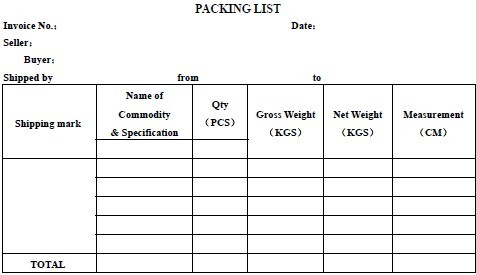 PACKING LIST
Invoice No.: Date:
Seller:
Buyer:
Shipped by from to
Shipping mark
Name of
Commodity
& Specification
Qty
（PCS）
Gross Weight
（KGS）
Net Weight
（KGS）
Measurement
（CM）
TOTAL